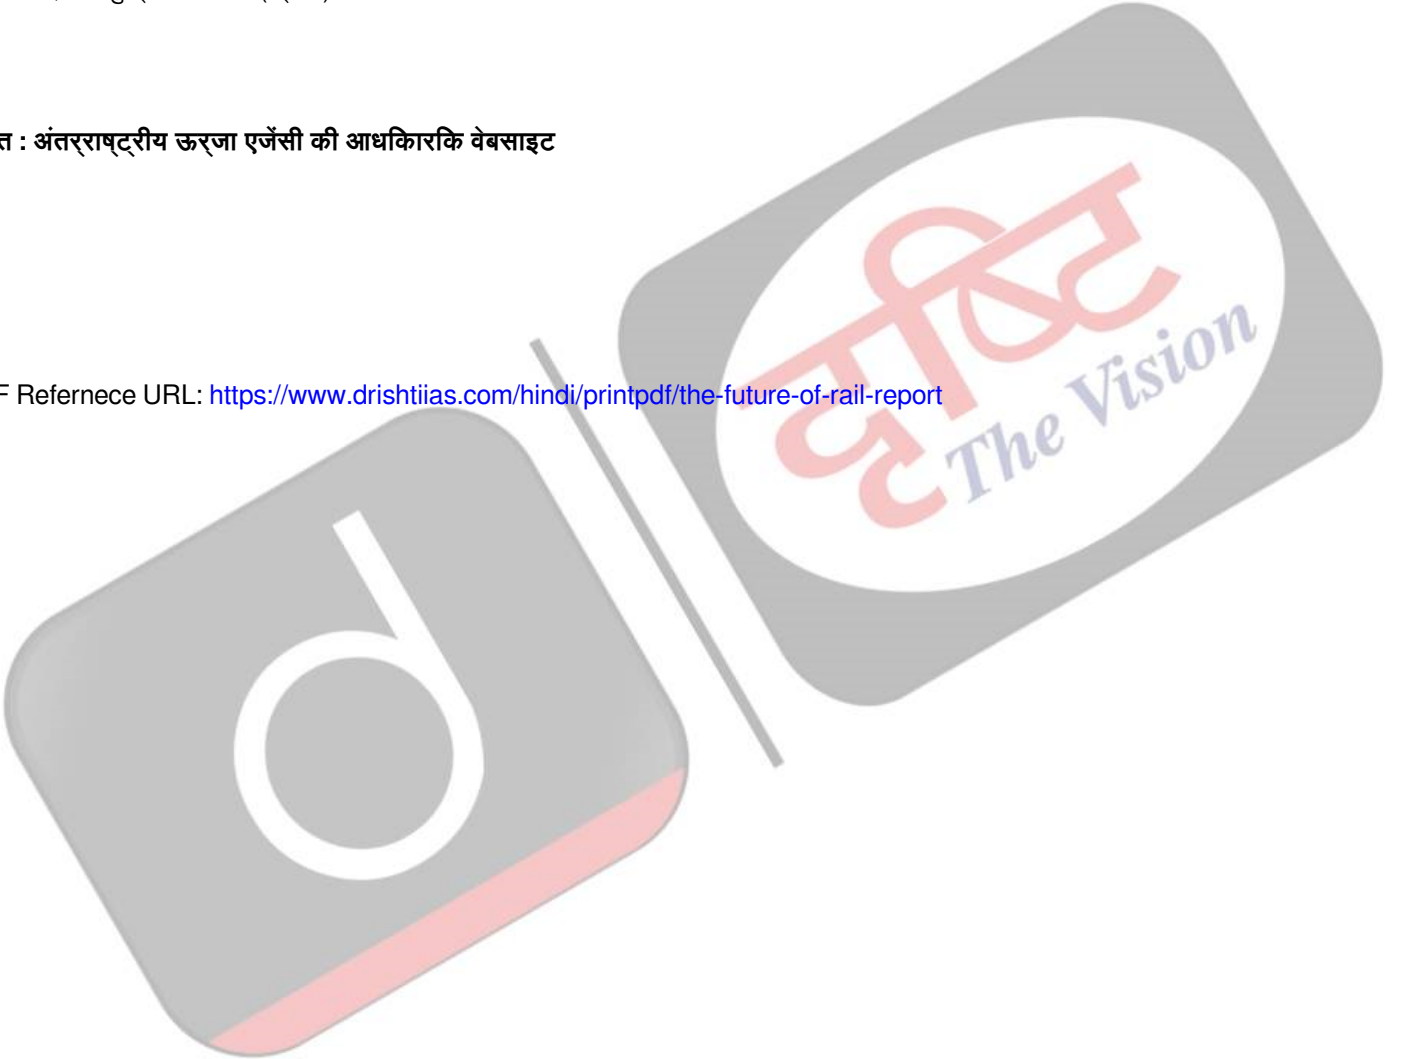 त : अंतर्राष्ट्रीय ऊर्जा एजेंसी की आधिकारिक वेबसाइट
F Refernece URL: https://www.drishtiias.com/hindi/printpdf/the-future-of-rail-report
दृष्टि
The Vision
d